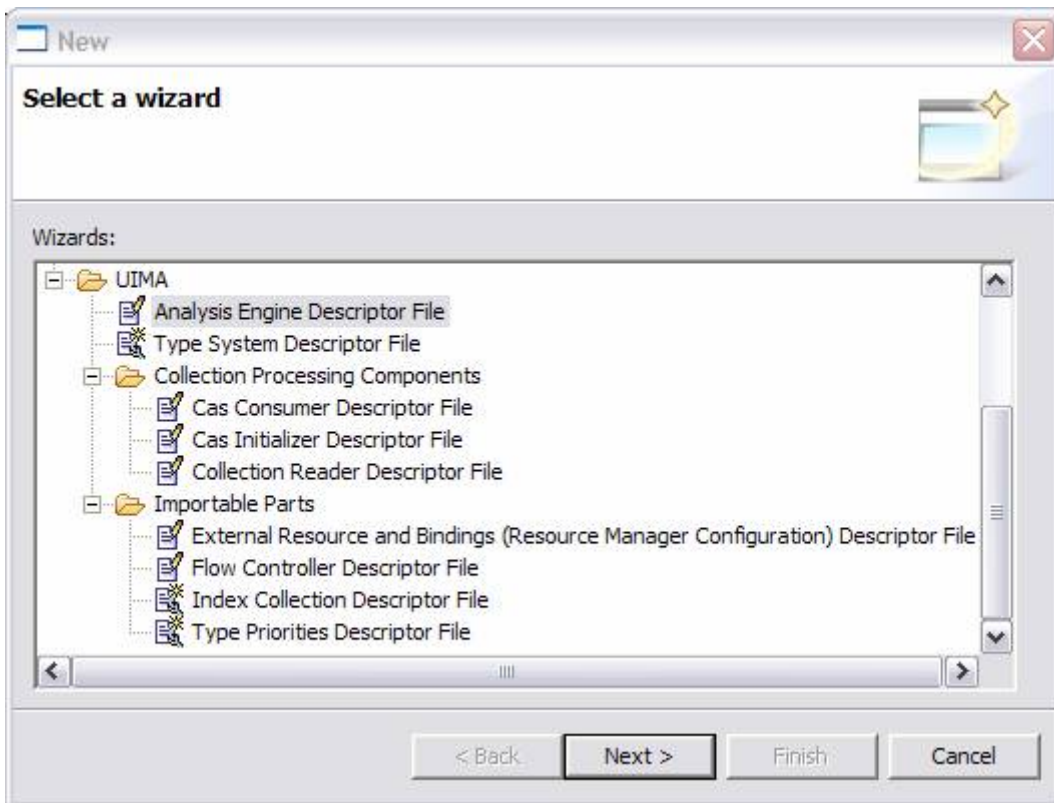 New
Select a wizard
Wizards:
UIMA
Analysis Engine Descriptor File
Type System Descriptor File
Collection Processing Components
Cas Consumer Descriptor File
Cas Initializer Descriptor File
Collection Reader Descriptor File
Importable Parts
External Resource and Bindings (Resource Manager Configuration) Descriptor File
Flow Controller Descriptor File
Index Collection Descriptor File
Type Priorities Descriptor File
< Back Next > Finish Cancel